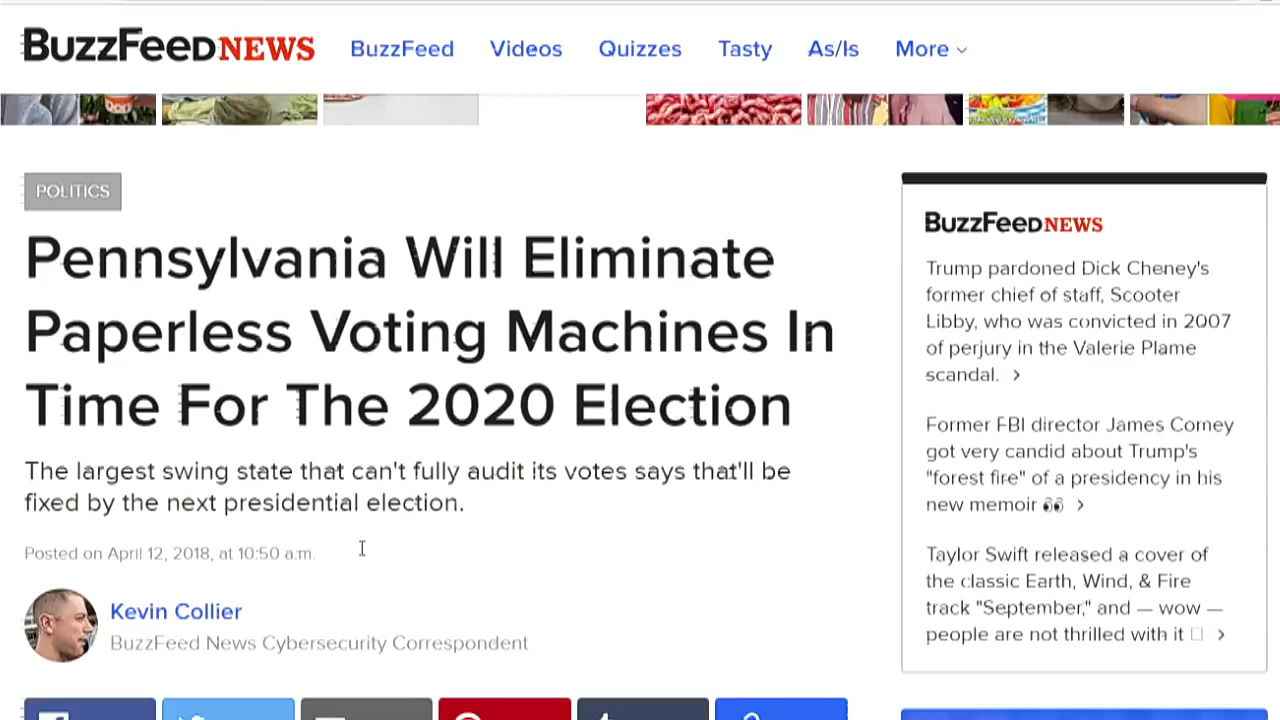 BuzzFeed NEWS BuzzFeed Videos Quizzes Tasty As/Is More
POLITICS
Pennsylvania Will Eliminate
Paperless Voting Machines In
Time For The 2020 Election
The largest swing state that can't fully audit its votes says that'll be
fixed by the next presidential election.
Posted on April 12, 2018, at 10:50 a.m.
Kevin Collier
BuzzFeed News Cybersecurity Correspondent
BuzzFeed NEWS
Trump pardoned Dick Cheney's
former chief of staff, Scooter
Libby, who was convicted in 2007
of perjury in the Valerie Plame
scandal. >
Former FBI director James Comey
got very candid about Trump's
"forest fire" of a presidency in his
new memoir 👀 >
Taylor Swift released a cover of
the classic Earth, Wind, & Fire
track "September," and — wow —
people are not thrilled with it □ >